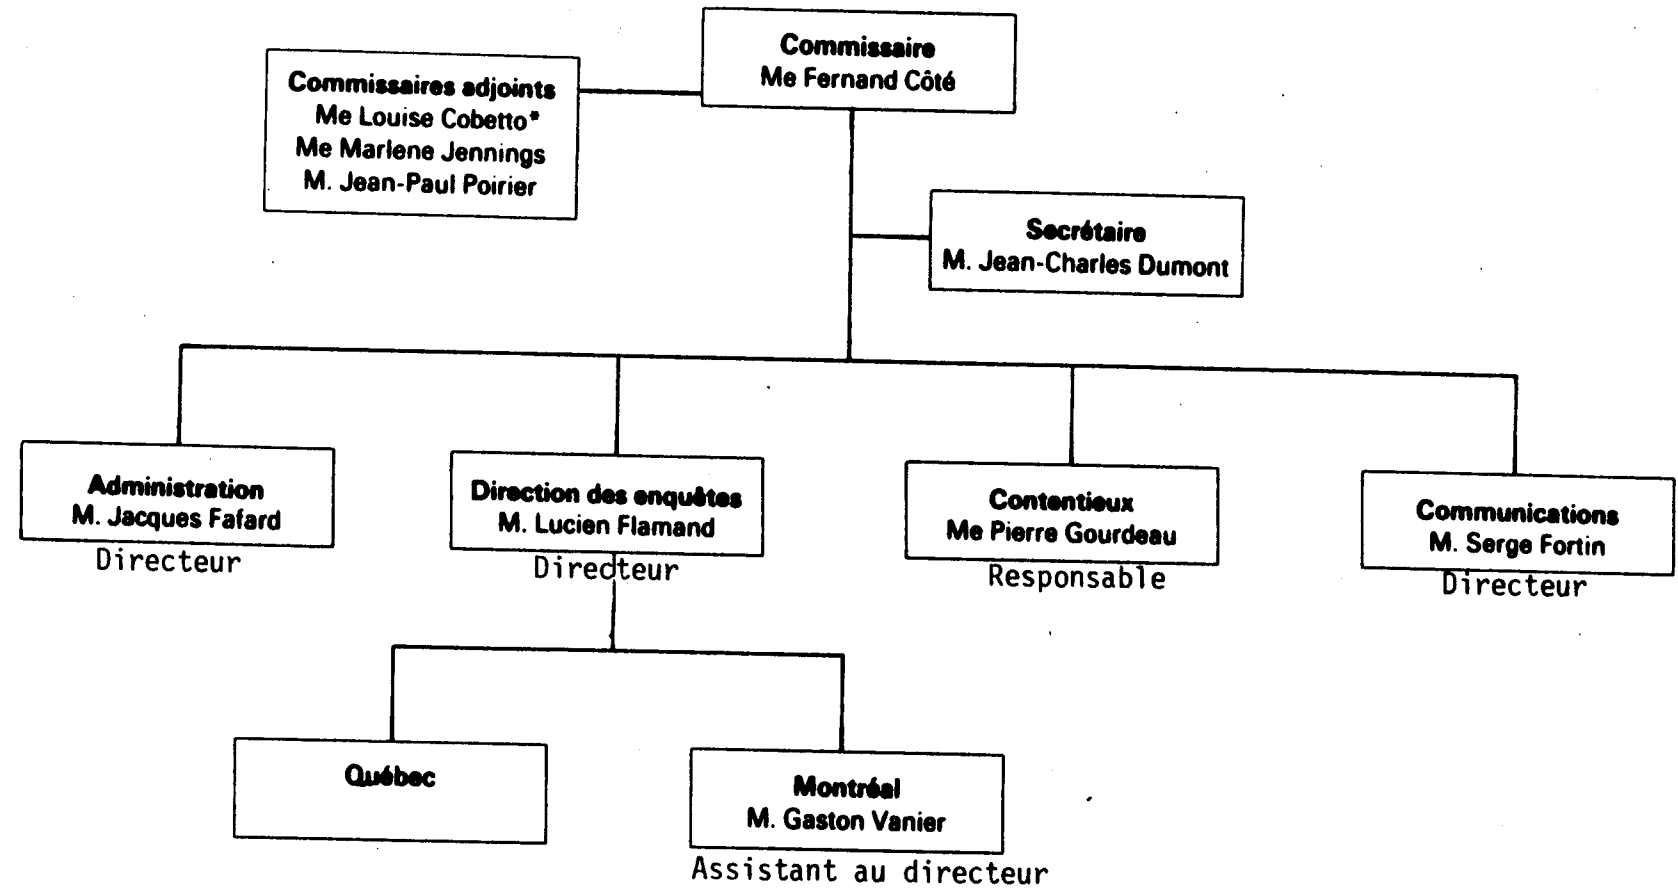 Commissaire
Me Fernand Côté
Commissaires adjoints
Me Louise Cobetto*
Me Marlene Jennings
M. Jean-Paul Poirier
Secrétaire
M. Jean-Charles Dumont
Administration
M. Jacques Fafard
Directeur
Direction des enquêtes
M. Lucien Flamand
Directeur
Contentieux
Me Pierre Gourdeau
Responsable
Communications
M. Serge Fortin
Directeur
Québec
Montréal
M. Gaston Vanier
Assistant au directeur